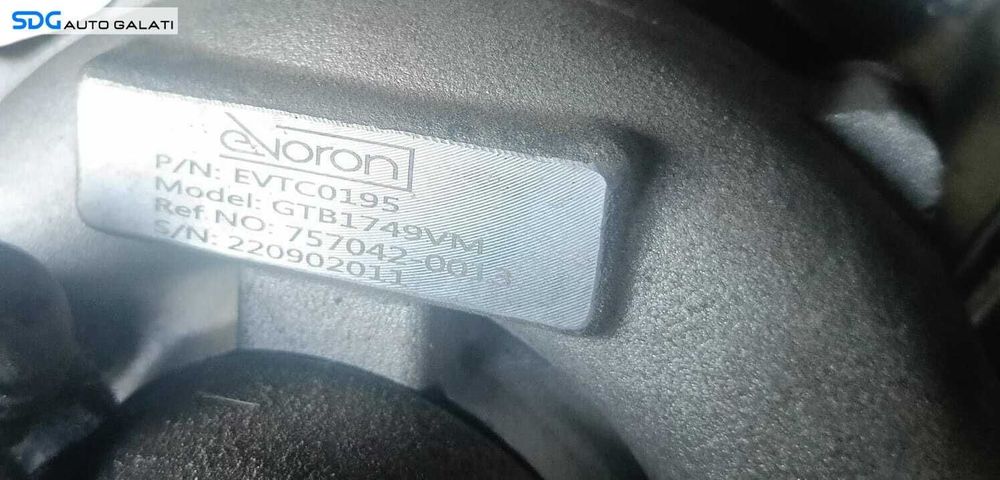 SDG AUTO GALATI
eVoron
P/N: EVTC0195
Model: GTB1749VM
Ref.NO: 757042-0013
S/N: 220902011